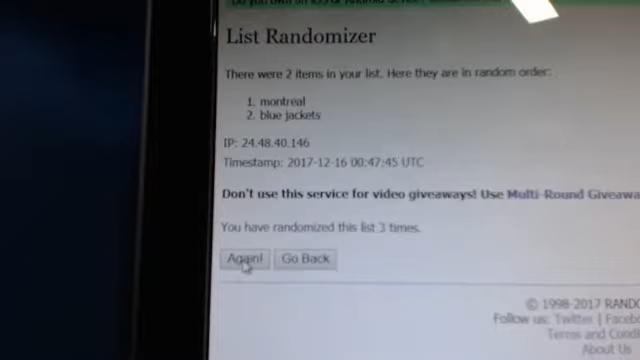 List Randomizer
There were 2 items in your list. Here they are in random order:
1. montreal
2. blue jackets
IP: 24.48.40.146
Timestamp: 2017-12-16 00:47:45 UTC
Don't use this service for video giveaways! Use Multi-Round Giveawa
You have randomized this list 3 times.
Again! Go Back
© 1998-2017 RANDO
Follow us: Twitter | Facebo
Terms and Condi
About Us